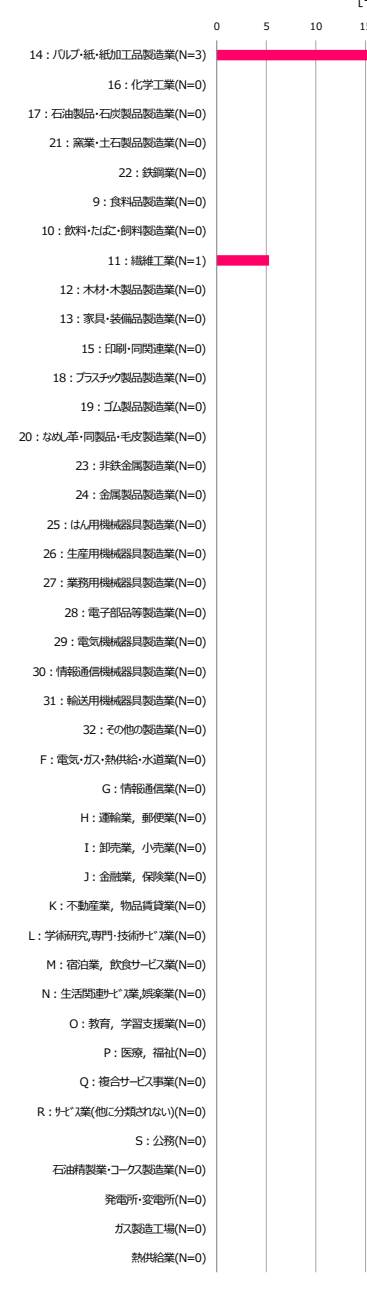 0 5 10 15
14：パルプ・紙・紙加工品製造業(N=3)
16：化学工業(N=0)
17：石油製品・石炭製品製造業(N=0)
21：窯業・土石製品製造業(N=0)
22：鉄鋼業(N=0)
9：食料品製造業(N=0)
10：飲料・たばこ・飼料製造業(N=0)
11：繊維工業(N=1)
12：木材・木製品製造業(N=0)
13：家具・装備品製造業(N=0)
15：印刷・同関連業(N=0)
18：プラスチック製品製造業(N=0)
19：ゴム製品製造業(N=0)
20：なめし革・同製品・毛皮製造業(N=0)
23：非鉄金属製造業(N=0)
24：金属製品製造業(N=0)
25：はん用機械器具製造業(N=0)
26：生産用機械器具製造業(N=0)
27：業務用機械器具製造業(N=0)
28：電子部品等製造業(N=0)
29：電気機械器具製造業(N=0)
30：情報通信機械器具製造業(N=0)
31：輸送用機械器具製造業(N=0)
32：その他の製造業(N=0)
F：電気・ガス・熱供給・水道業(N=0)
G：情報通信業(N=0)
H：運輸業，郵便業(N=0)
I：卸売業，小売業(N=0)
J：金融業，保険業(N=0)
K：不動産業，物品賃貸業(N=0)
L：学術研究,専門・技術ｻｰﾋﾞｽ業(N=0)
M：宿泊業，飲食サービス業(N=0)
N：生活関連ｻｰﾋﾞｽ業,娯楽業(N=0)
O：教育，学習支援業(N=0)
P：医療，福祉(N=0)
Q：複合サービス事業(N=0)
R：ｻｰﾋﾞｽ業(他に分類されない)(N=0)
S：公務(N=0)
石油精製業・コークス製造業(N=0)
発電所・変電所(N=0)
ガス製造工場(N=0)
熱供給業(N=0)